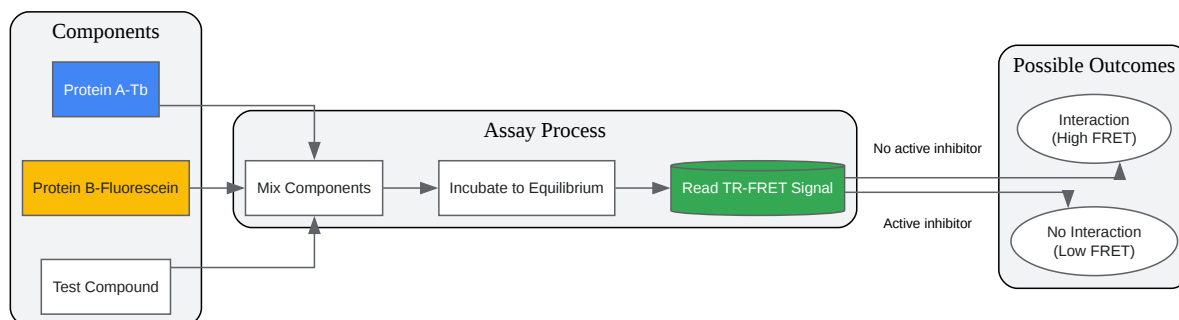 Components
Protein A-Tb
Protein B-Fluorescein
Test Compound
Assay Process
Mix Components
Incubate to Equilibrium
Read TR-FRET Signal
No active inhibitor
Active inhibitor
Possible Outcomes
Interaction
(High FRET)
No Interaction
(Low FRET)